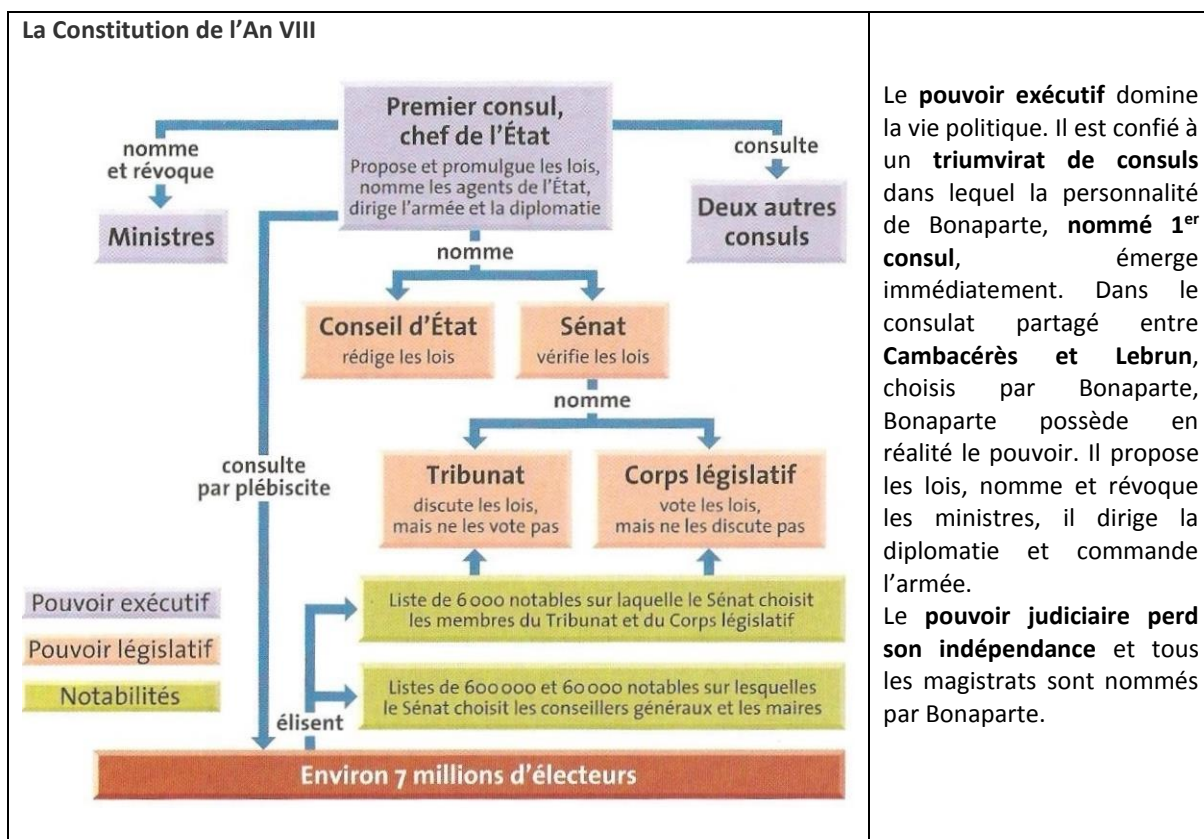 La Constitution de l’An VIII
Premier consul,
chef de l’État
Propose et promulgue les lois,
nomme les agents de l’État,
dirige l’armée et la diplomatie
nomme
et révoque
consulte
Ministres
Deux autres
consuls
nomme
Conseil d’État
rédige les lois
Sénat
vérifie les lois
nomme
consulte
par plébiscite
Tribunat
discute les lois,
mais ne les vote pas
Corps législatif
vote les lois,
mais ne les discute pas
Pouvoir exécutif
Pouvoir législatif
Notabilités
Liste de 6 000 notables sur laquelle le Sénat choisit
les membres du Tribunat et du Corps législatif
Listes de 600 000 et 60 000 notables sur lesquelles
le Sénat choisit les conseillers généraux et les maires
élisent
Environ 7 millions d’électeurs
Le pouvoir exécutif domine
la vie politique. Il est confié à
un triumvirat de consuls
dans lequel la personnalité
de Bonaparte, nommé 1er
consul, émerge
immédiatement. Dans le
consulat partagé entre
Cambacérès et Lebrun,
choisis par Bonaparte,
Bonaparte possède en
réalité le pouvoir. Il propose
les lois, nomme et révoque
les ministres, il dirige la
diplomatie et commande
l’armée.
Le pouvoir judiciaire perd
son indépendance et tous
les magistrats sont nommés
par Bonaparte.